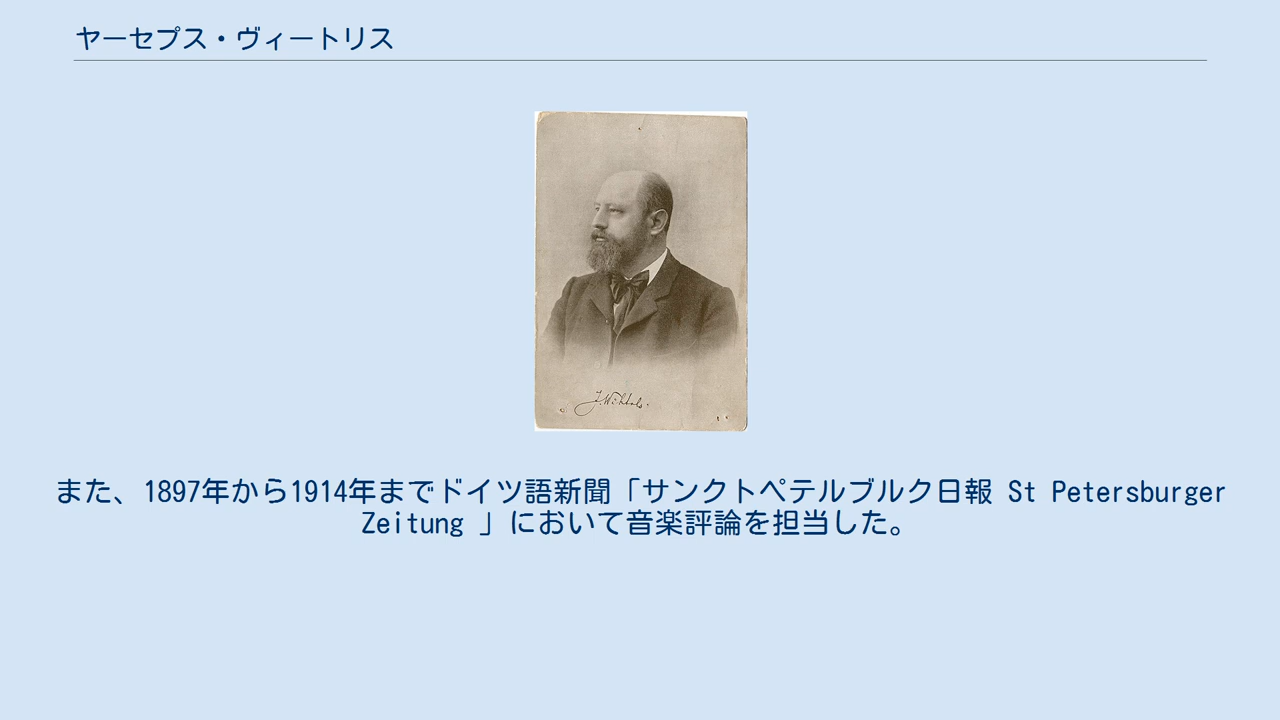 ヤーセプス・ヴィートリス
J. Wihtols.
また、1897年から1914年までドイツ語新聞「サンクトペテルブルク日報 St Petersburger
Zeitung 」において音楽評論を担当した。